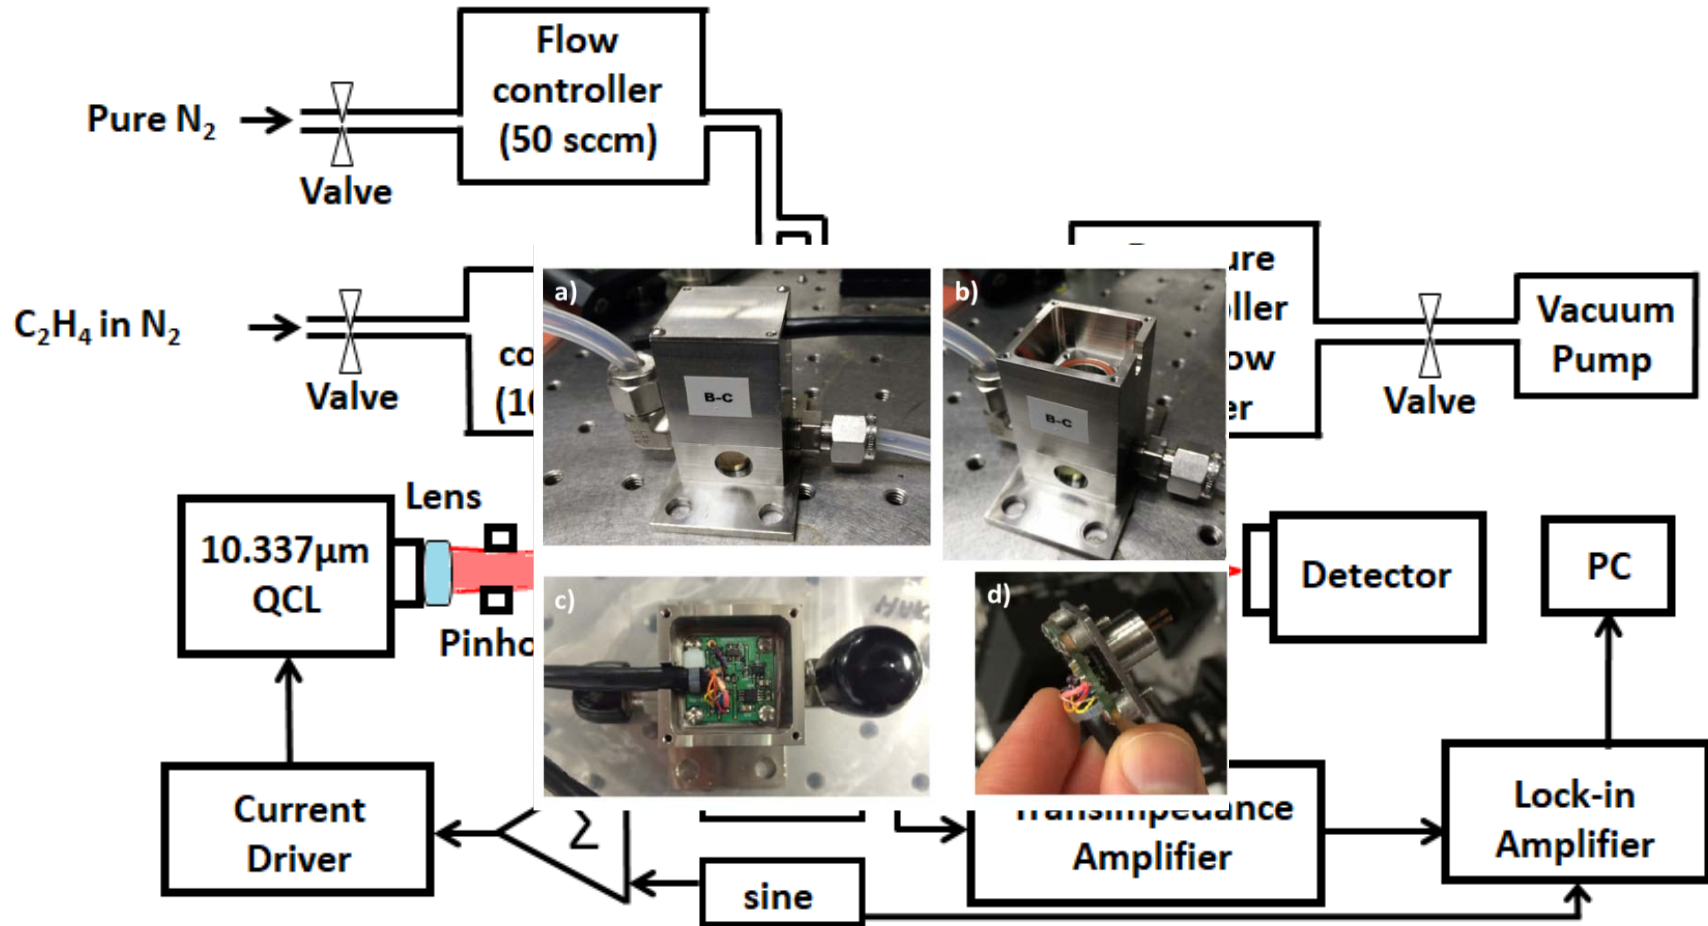 Flow
controller
(50 sccm)
Pure N₂
Valve
C₂H₄ in N₂
Valve
Vacuum
Pump
Valve
a)
b)
B-C
B-C
Lens
10.337µm
QCL
Detector
PC
c)
d)
Current
Driver
Σ
Amplifier
Lock-in
Amplifier
sine